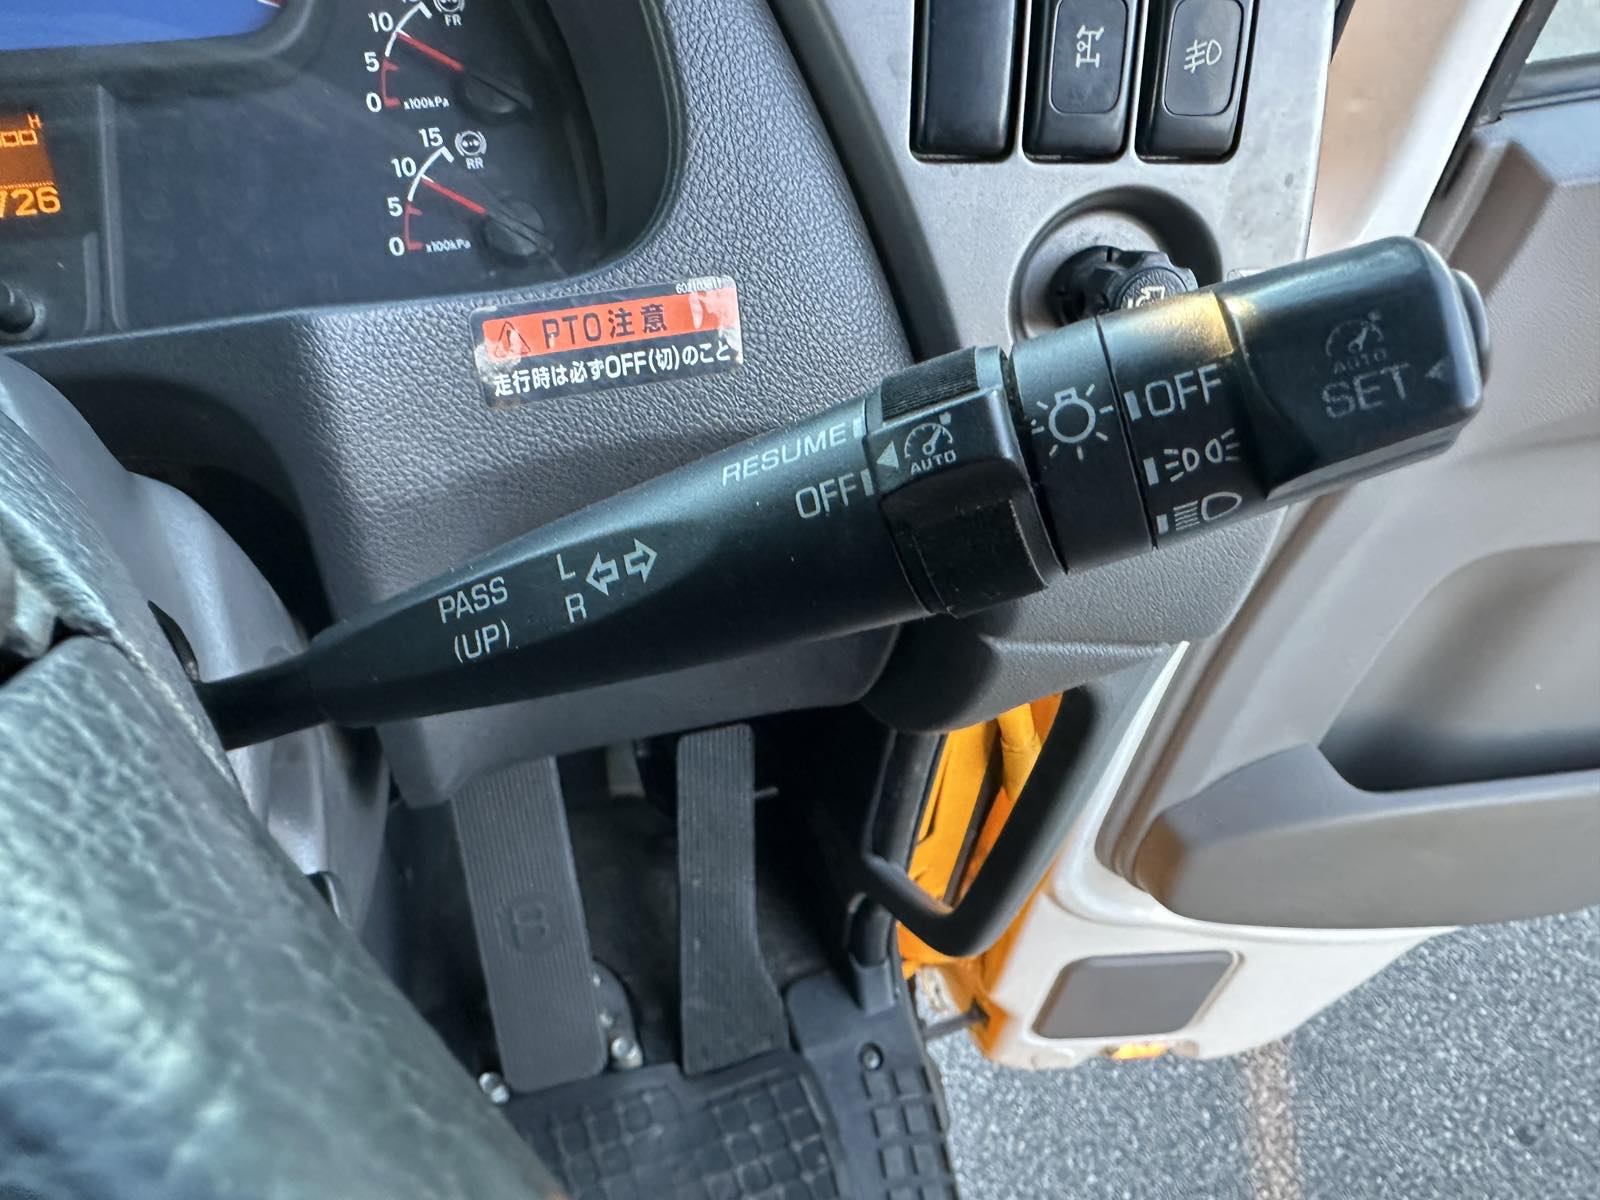 10
FR
5
0
x100kPa
H
15
RR
10
726
5
0
x100kPa
PTO注意
走行時は必ずOFF(切)のこと
AUTO
SET
OFF
RESUME
AUTO
OFF
PASS
(UP)
L
R
B